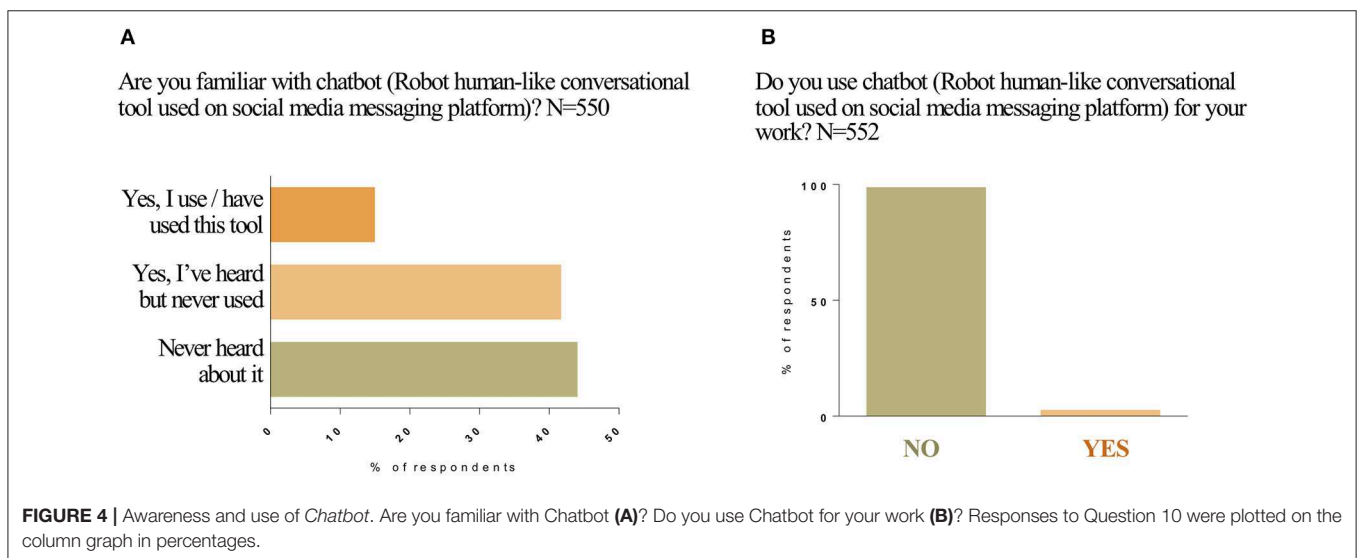 A
Are you familiar with chatbot (Robot human-like conversational
tool used on social media messaging platform)? N=550
Yes, I use / have
used this tool
Yes, I've heard
but never used
Never heard
about it
0 10 20 30 40 50
% of respondents
B
Do you use chatbot (Robot human-like conversational
tool used on social media messaging platform) for your
work? N=552
100
50
0
% of respondents
NO YES
FIGURE 4 | Awareness and use of Chatbot. Are you familiar with Chatbot (A)? Do you use Chatbot for your work (B)? Responses to Question 10 were plotted on the
column graph in percentages.